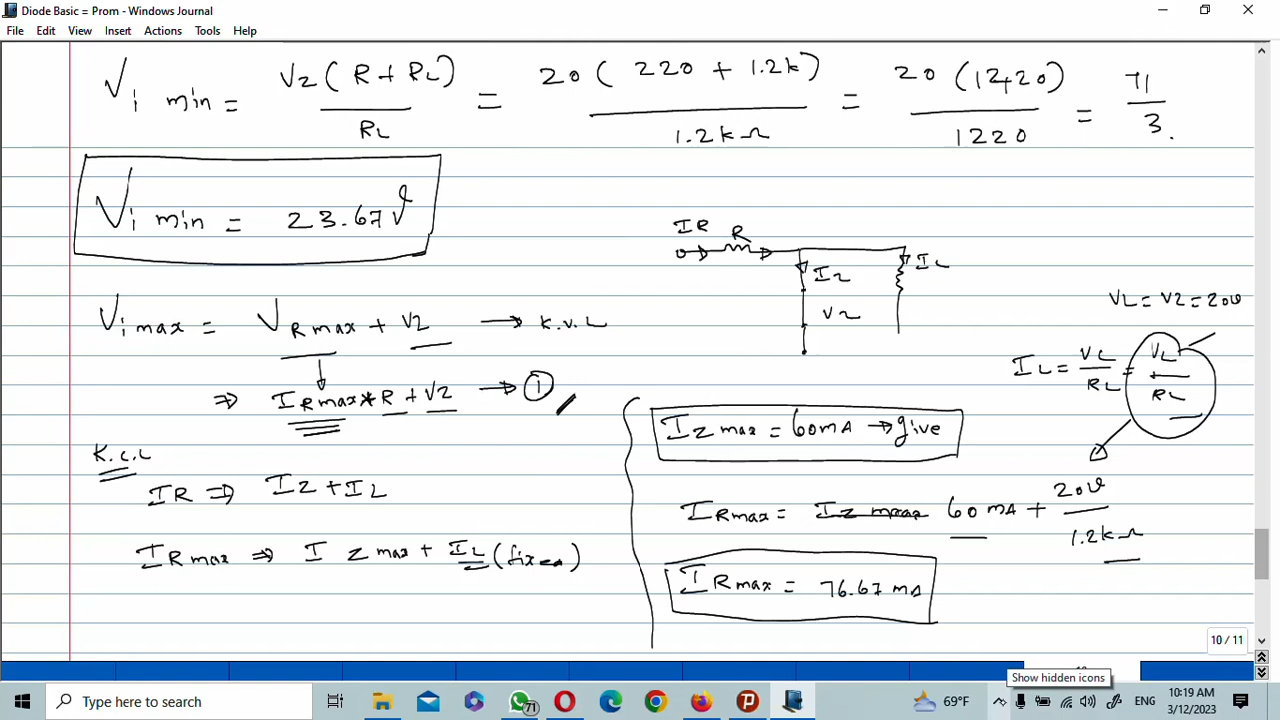 Diode Basic = Prom - Windows Journal
File Edit View Insert Actions Tools Help
Vi min = Vz(R+RL) / RL = 20(220+1.2k) / 1.2kΩ = 20(1420) / 1220 = 71 / 3.
Vi min = 23.67V
IR R
IZ IL
VZ
VL = VZ = 20V
Vi max = VR max + VZ → K.V.L
IL = VL / RL = VL / RL
⇒ IR max * R + VZ → ①
IZ max = 60mA → give
K.C.L
IR ⇒ IZ + IL
IR max = IZ max 60mA + 20V / 1.2kΩ
IR max ⇒ I Z max + IL (fixed)
IR max = 76.67 mA
10 / 11
Show hidden icons
Type here to search
71
69°F
ENG
10:19 AM
3/12/2023